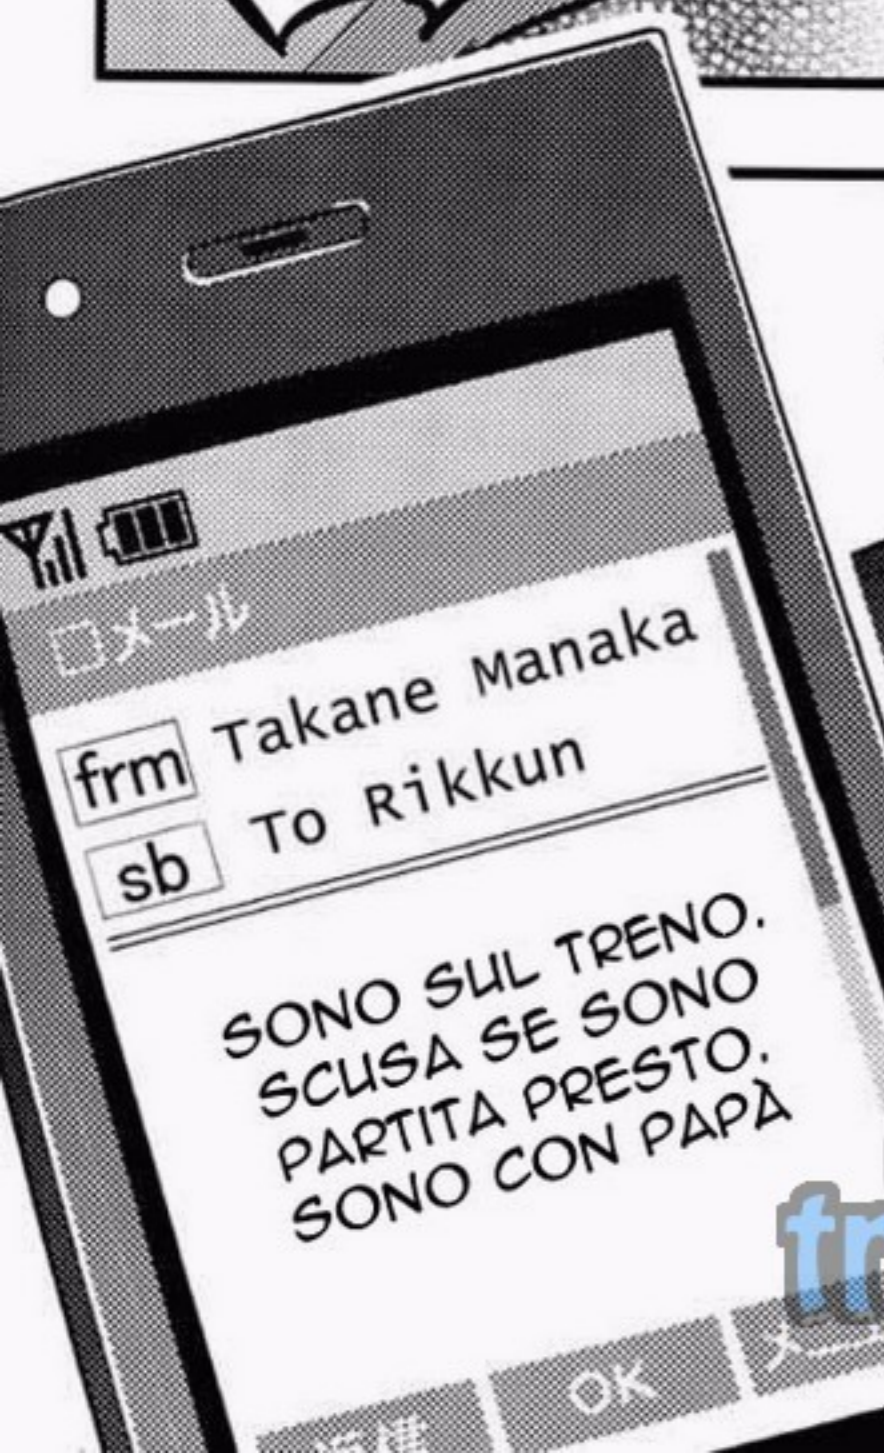 メール
frm Takane Manaka
sb To Rikkun
SONO SUL TRENO.
SCUSA SE SONO
PARTITA PRESTO.
SONO CON PAPÀ
OK